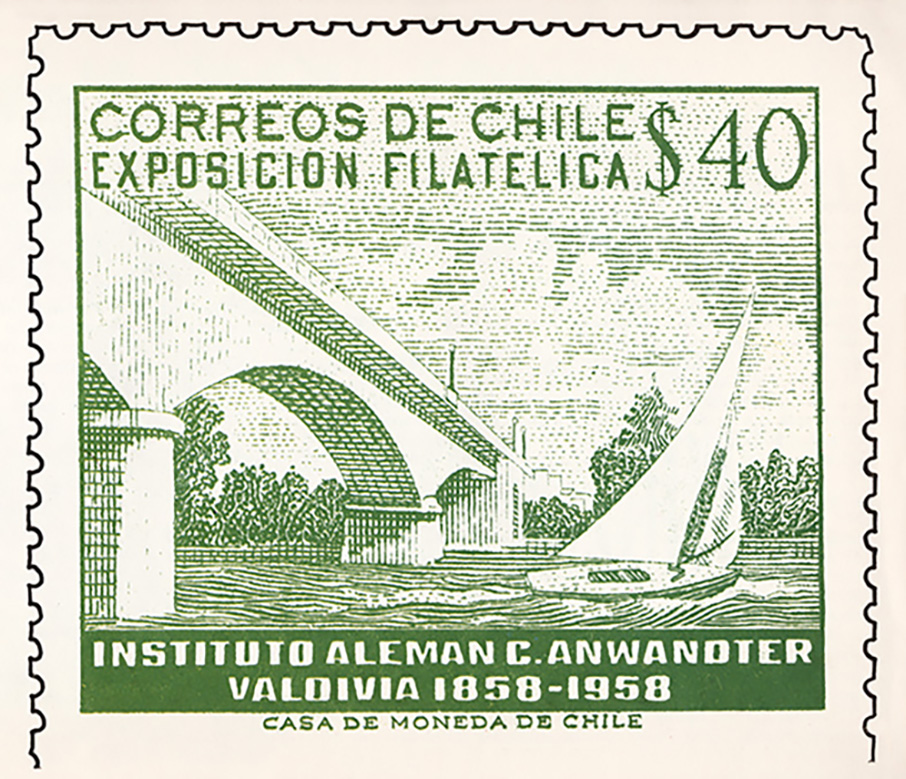 CORREOS DE CHILE $40
EXPOSICION FILATELICA
INSTITUTO ALEMAN C.ANWANDTER
VALDIVIA 1858-1958
CASA DE MONEDA DE CHILE